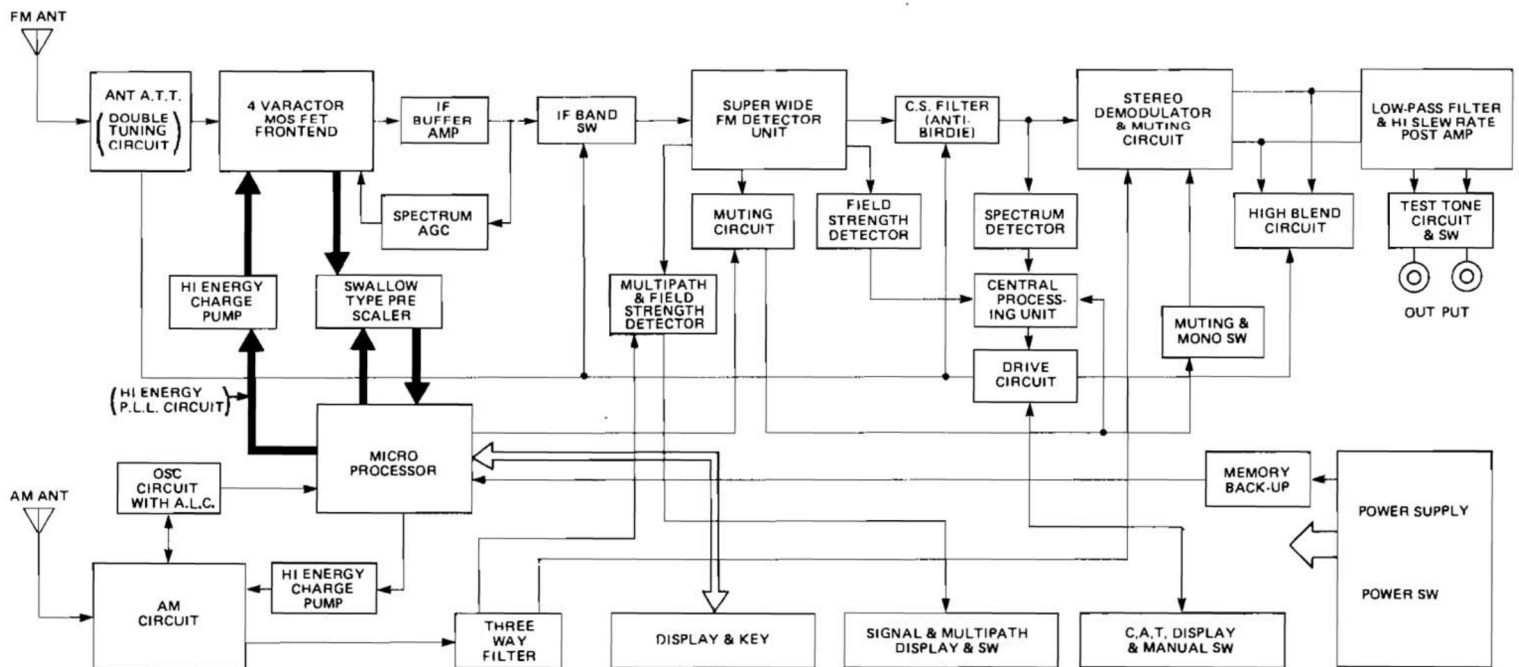 FM ANT
ANT A.T.T.
(DOUBLE
TUNING
CIRCUIT)
4 VARACTOR
MOS FET
FRONTEND
IF
BUFFER
AMP
IF BAND
SW
SUPER WIDE
FM DETECTOR
UNIT
C.S. FILTER
(ANTI-
BIRDIE)
STEREO
DEMODULATOR
& MUTING
CIRCUIT
LOW-PASS FILTER
& HI SLEW RATE
POST AMP
SPECTRUM
AGC
MUTING
CIRCUIT
FIELD
STRENGTH
DETECTOR
SPECTRUM
DETECTOR
HIGH BLEND
CIRCUIT
TEST TONE
CIRCUIT
& SW
HI ENERGY
CHARGE
PUMP
SWALLOW
TYPE PRE
SCALER
MULTIPATH
& FIELD
STRENGTH
DETECTOR
CENTRAL
PROCESS-
ING UNIT
MUTING &
MONO SW
OUT PUT
DRIVE
CIRCUIT
(HI ENERGY
P.L.L. CIRCUIT)
MICRO
PROCESSOR
OSC
CIRCUIT
WITH A.L.C.
MEMORY
BACK-UP
POWER SUPPLY
POWER SW
AM ANT
AM
CIRCUIT
HI ENERGY
CHARGE
PUMP
THREE
WAY
FILTER
DISPLAY & KEY
SIGNAL & MULTIPATH
DISPLAY & SW
C.A.T. DISPLAY
& MANUAL SW